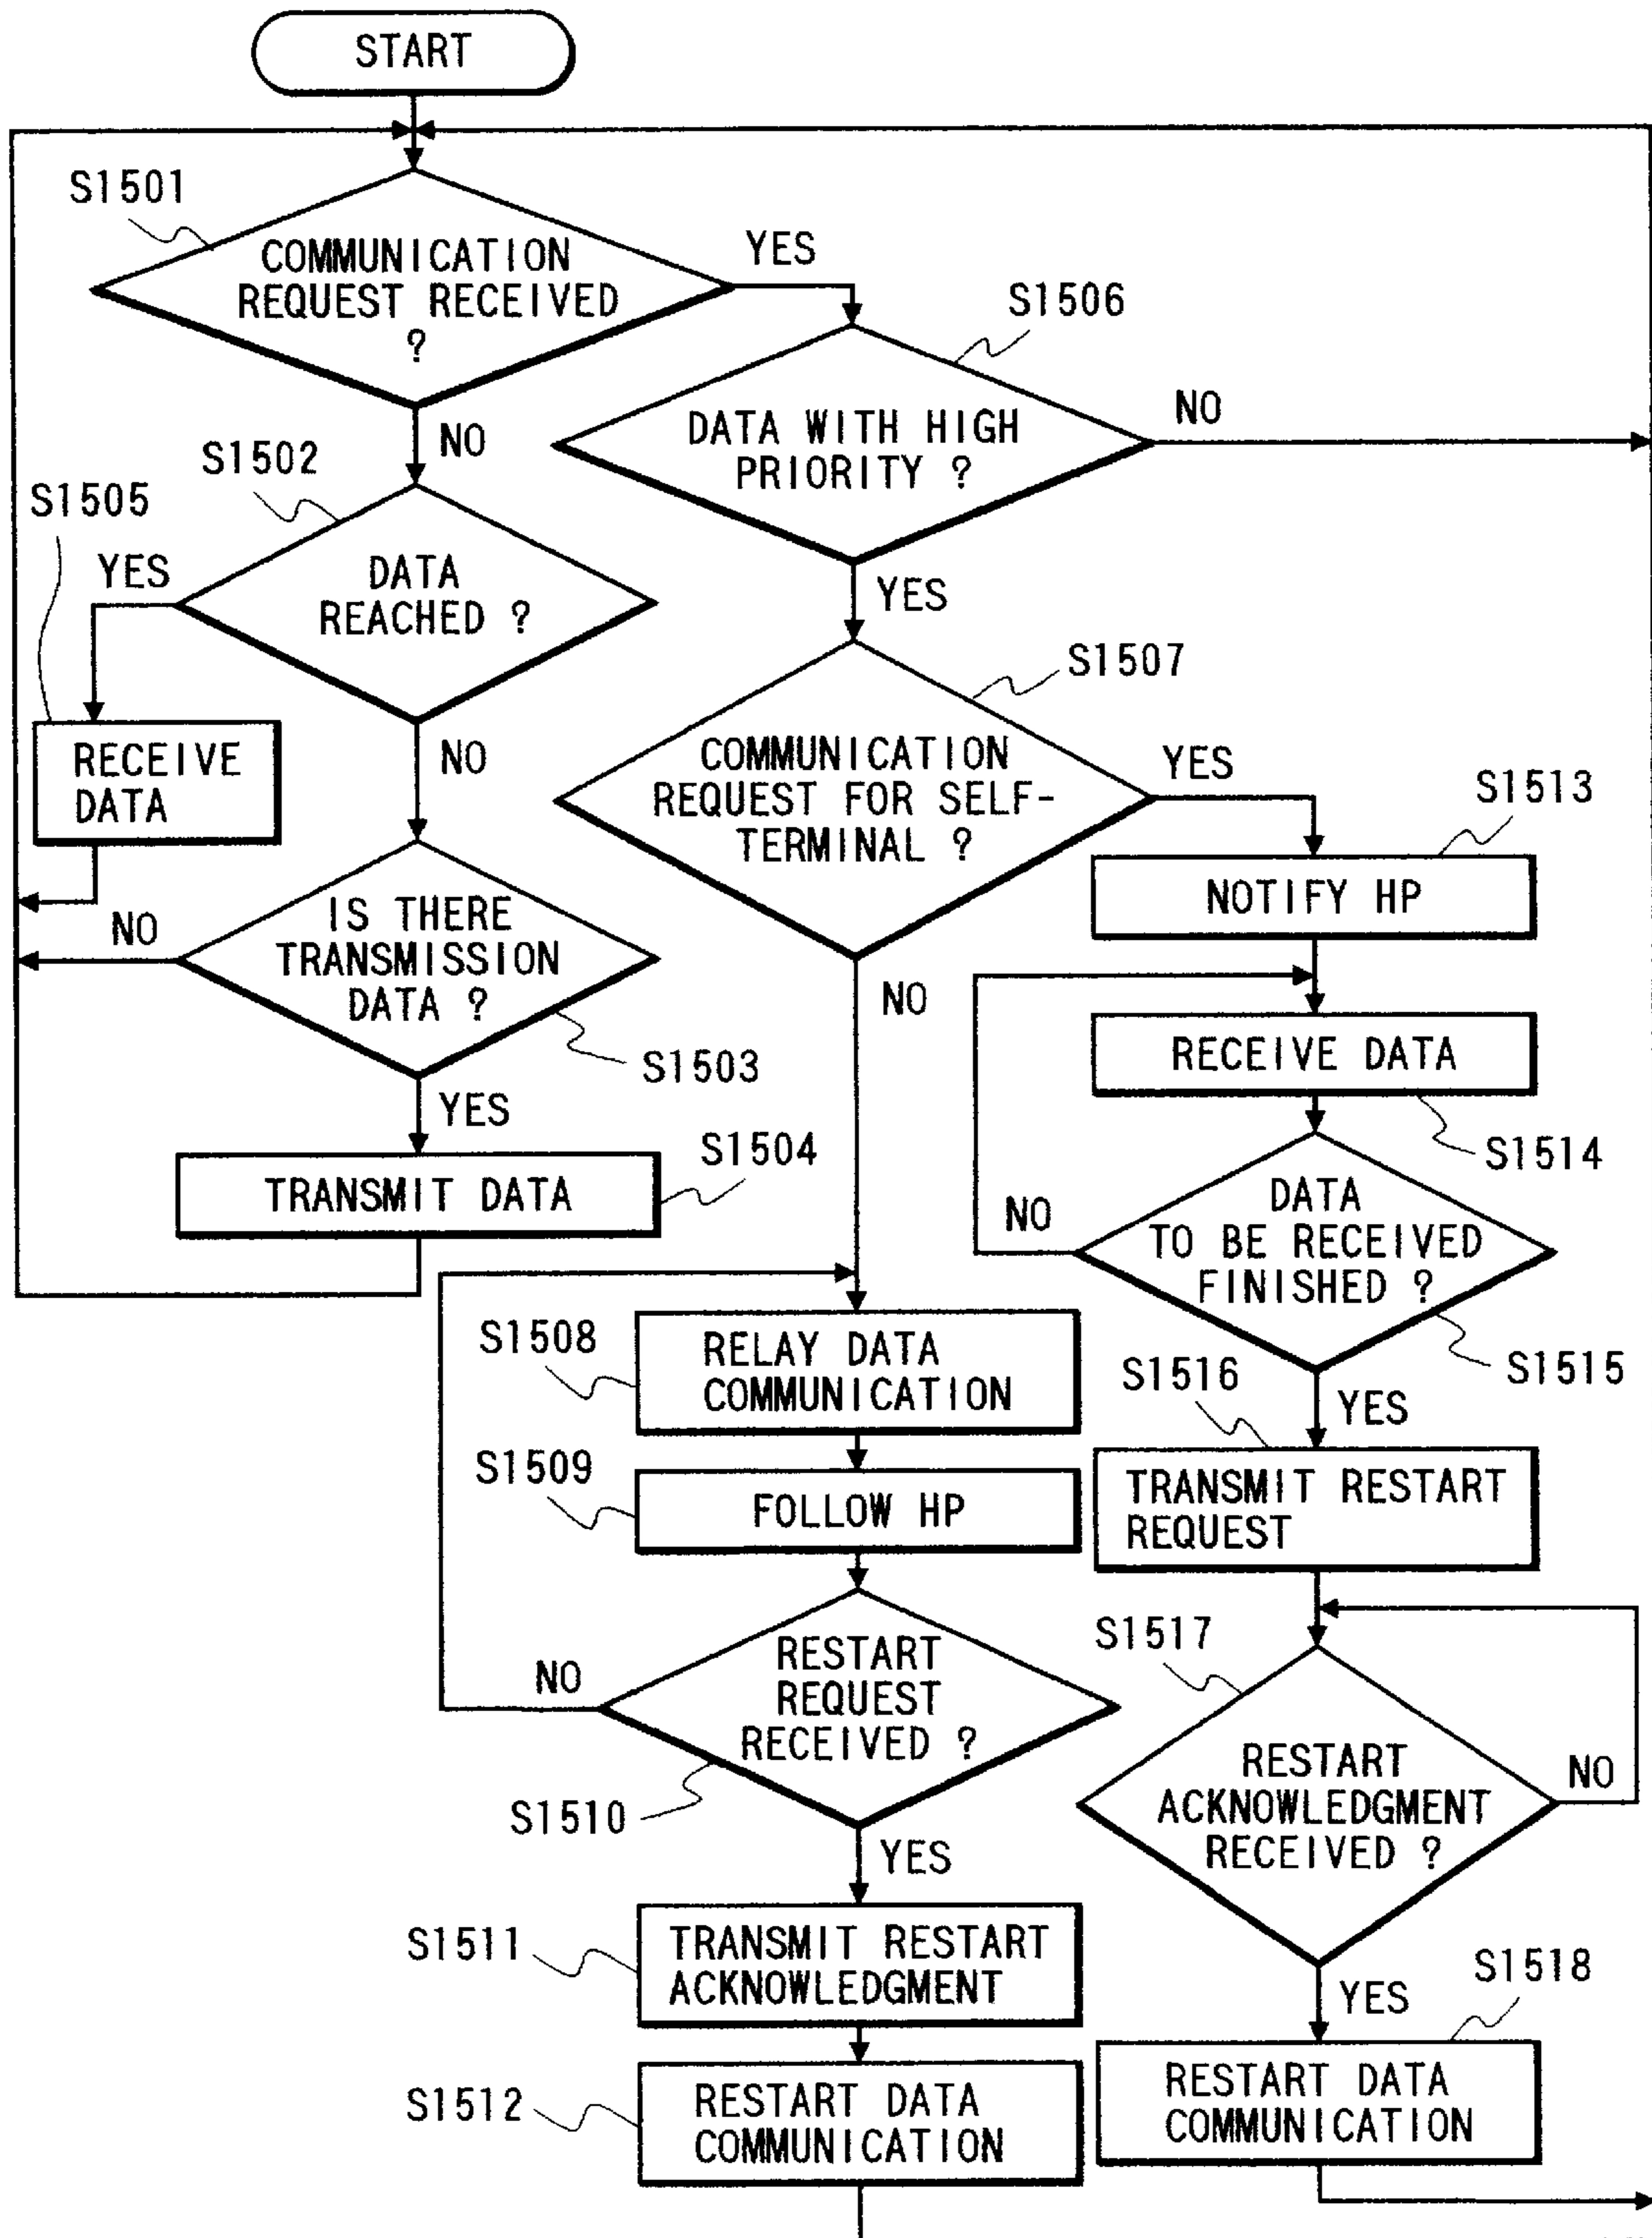 START
S1501
COMMUNICATION
REQUEST RECEIVED
?
YES
NO
S1506
DATA WITH HIGH
PRIORITY ?
NO
YES
S1502
DATA
REACHED ?
YES
NO
S1505
RECEIVE
DATA
IS THERE
TRANSMISSION
DATA ?
NO
S1503
YES
S1504
TRANSMIT DATA
S1507
COMMUNICATION
REQUEST FOR SELF-
TERMINAL ?
YES
NO
S1513
NOTIFY HP
RECEIVE DATA
S1514
DATA
TO BE RECEIVED
FINISHED ?
NO
S1515
YES
S1516
TRANSMIT RESTART
REQUEST
S1517
RESTART
ACKNOWLEDGMENT
RECEIVED ?
NO
YES
S1518
RESTART DATA
COMMUNICATION
S1508
RELAY DATA
COMMUNICATION
S1509
FOLLOW HP
RESTART
REQUEST
RECEIVED ?
NO
S1510
YES
S1511
TRANSMIT RESTART
ACKNOWLEDGMENT
S1512
RESTART DATA
COMMUNICATION